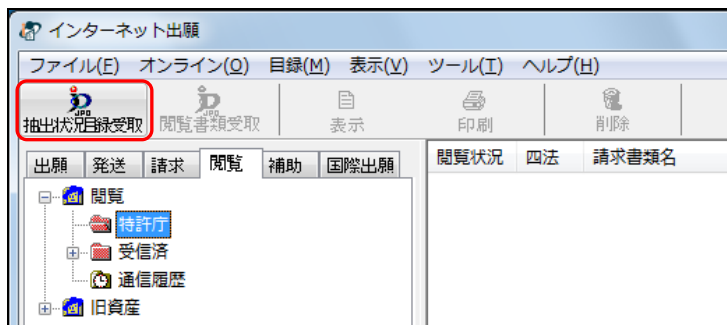 インターネット出願
ファイル(F) オンライン(O) 目録(M) 表示(V) ツール(T) ヘルプ(H)
JPO JPO
抽出状況目録受取 閲覧書類受取 表示 印刷 削除
出願 発送 請求 閲覧 補助 国際出願
閲覧状況 四法 請求書類名
閲覧
特許庁
受信済
通信履歴
旧資産